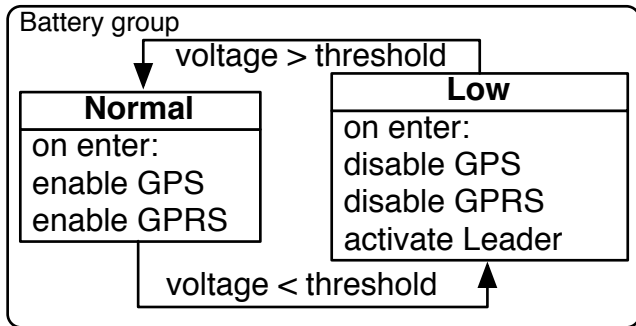 Battery group
voltage > threshold
Normal
on enter:
enable GPS
enable GPRS
Low
on enter:
disable GPS
disable GPRS
activate Leader
voltage < threshold